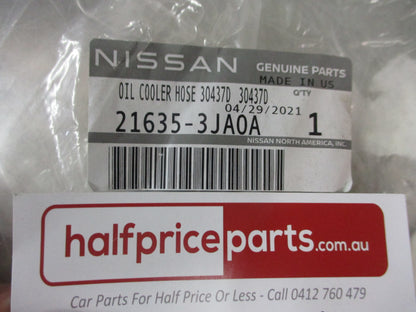 NISSAN
GENUINE PARTS
MADE IN US
OIL COOLER HOSE 30437D 30437D
Q'TY
04/29/2021
21635-3JA0A 1
NISSAN NORTH AMERICA, INC.
halfpriceparts.com.au
Car Parts For Half Price Or Less - Call 0412 760 479